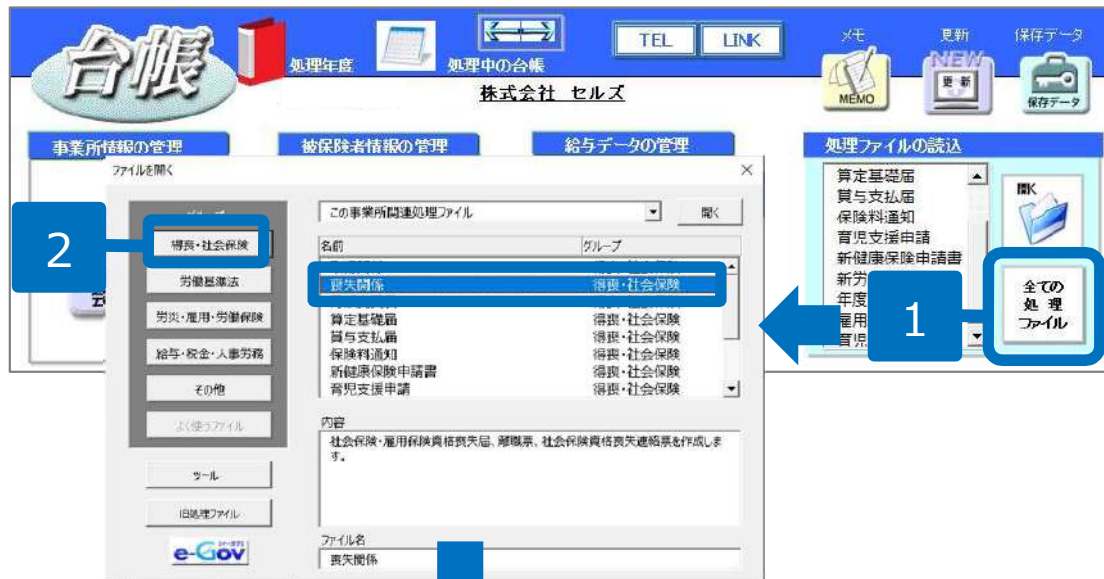 台帳
処理年度
処理中の台帳
TEL
LINK
メモ
更新
保存データ
MEMO
NEW
更新
保存データ
株式会社 セルズ
事業所情報の管理
被保険者情報の管理
給与データの管理
処理ファイルの読込
算定基礎届
賞与支払届
保険料通知
育児支援申請
新健康保険申請書
新労
年度
雇用
育児
開く
全ての
処理
ファイル
1
2
ファイルを開く
この事業所関連処理ファイル
開く
得喪・社会保険
労働基準法
労災・雇用・労働保険
給与・税金・人事労務
その他
よく使うファイル
ツール
旧処理ファイル
e-Gov
名前 グループ
喪失関係 得喪・社会保険
算定基礎届 得喪・社会保険
賞与支払届 得喪・社会保険
保険料通知 得喪・社会保険
新健康保険申請書 得喪・社会保険
育児支援申請 得喪・社会保険
内容
社会保険・雇用保険資格喪失届、離職票、社会保険資格喪失連絡票を作成しま
す。
ファイル名
喪失関係